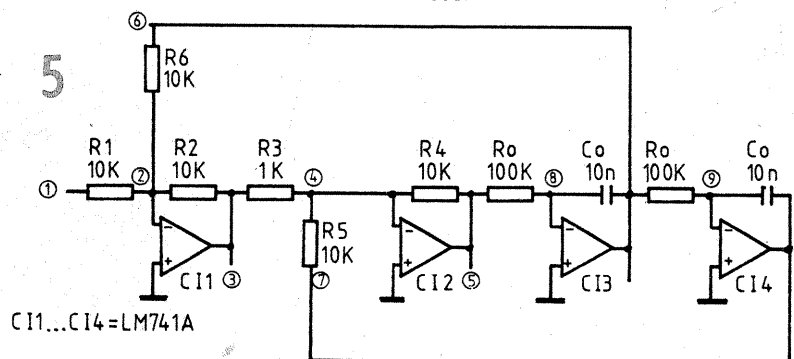 ⑥
5
R6
10K
R1
10K
②
R2
10K
R3
1K
④
R4
10K
Ro
100K
⑧
Co
10n
Ro
100K
⑨
Co
10n
①
R5
10K
-
+
CI1
③
⑦
-
+
CI2
⑤
-
+
CI3
-
+
CI4
CI1...CI4=LM741A